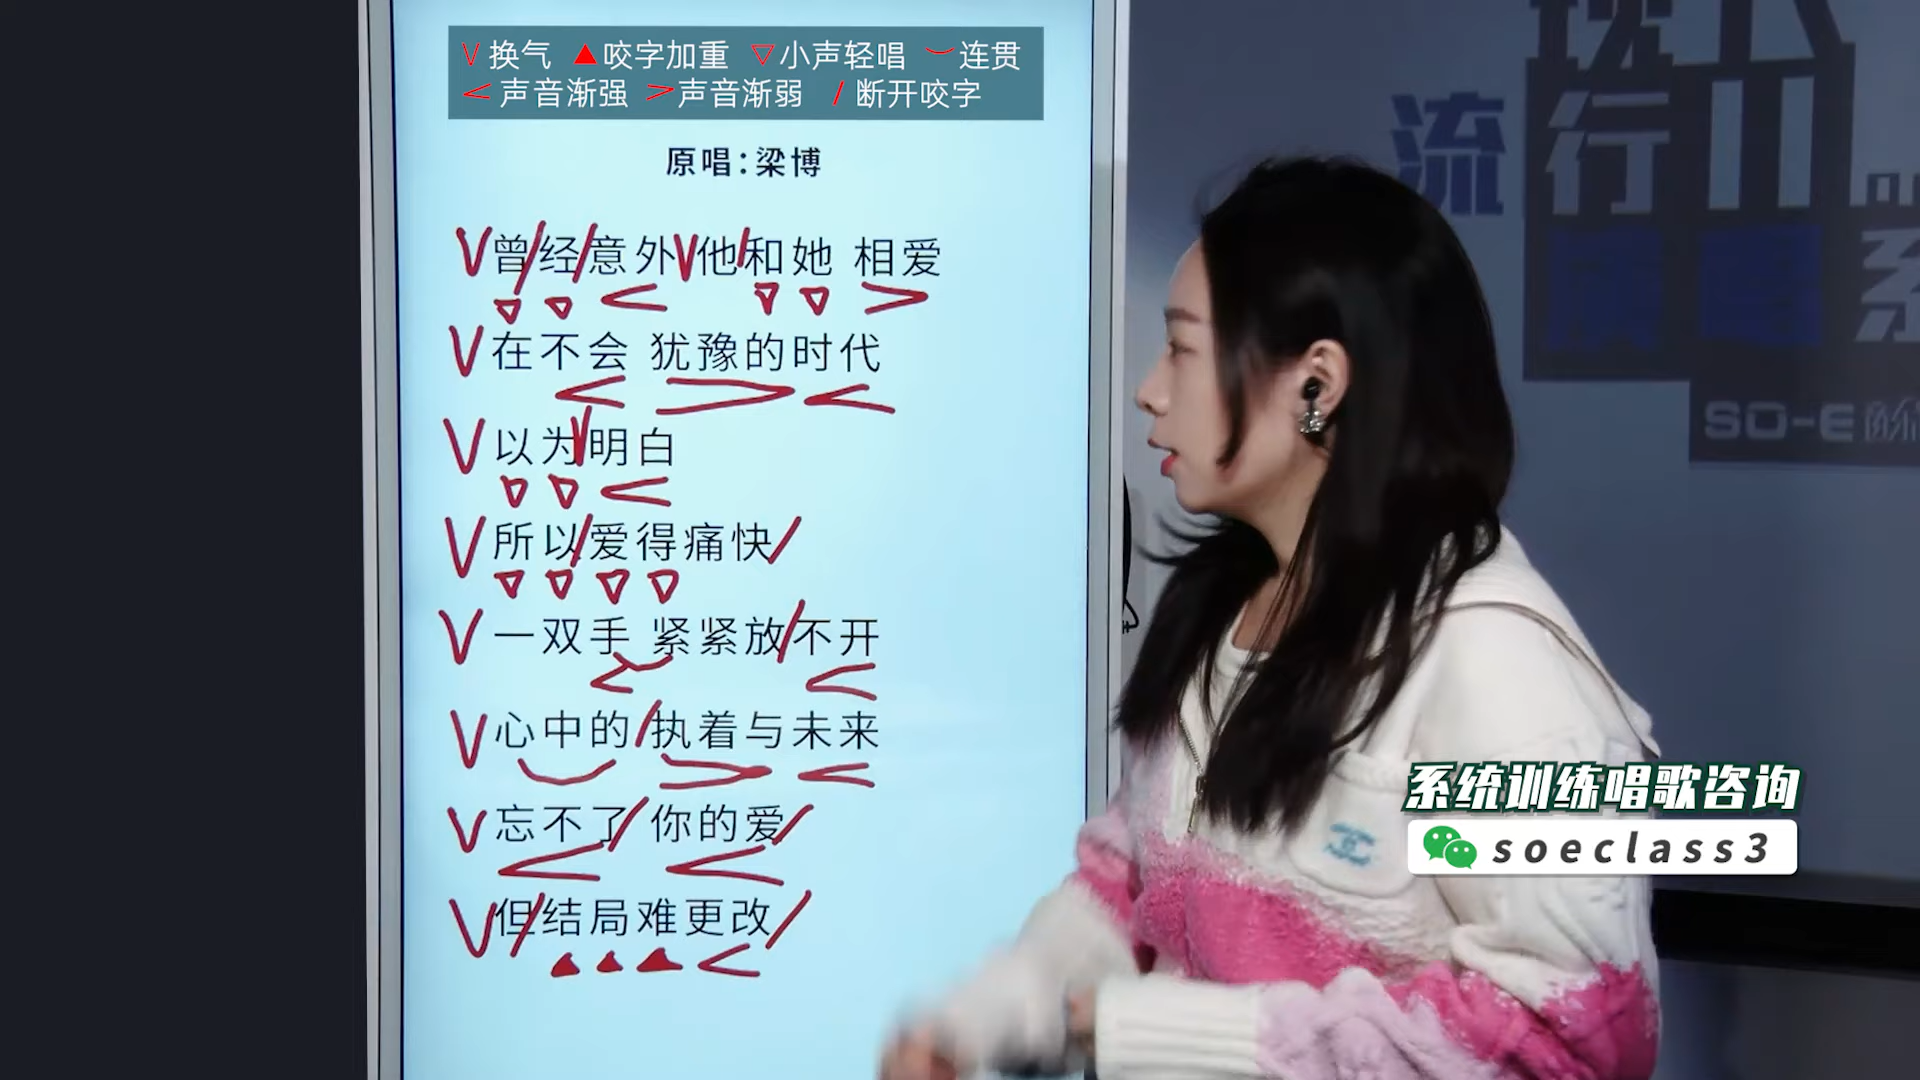 V 换气 ▲咬字加重 ▽小声轻唱 ︶连贯
< 声音渐强 > 声音渐弱 / 断开咬字
原唱:梁博
曾经意外他和她 相爱
在不会 犹豫的时代
以为明白
所以爱得痛快
一双手 紧紧放不开
心中的执着与未来
忘不了 你的爱
但结局难更改
流行
系
SO-E
系统训练唱歌咨询
soeclass3